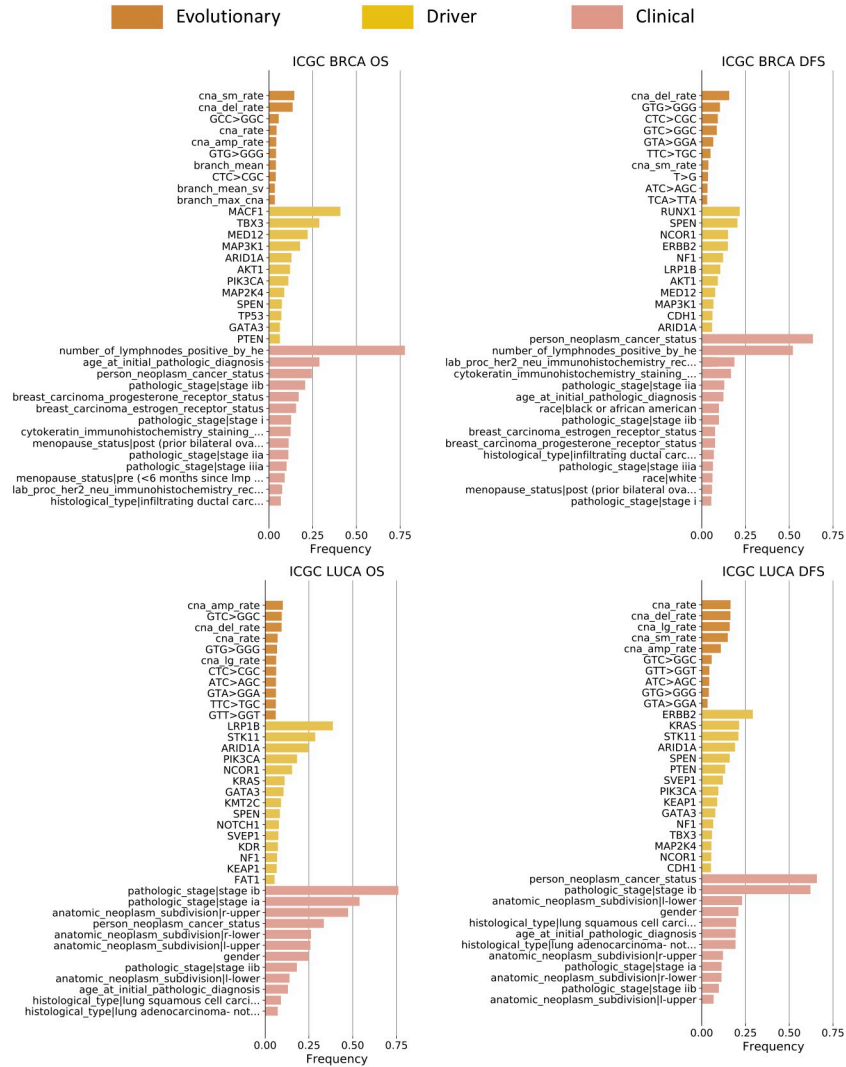 Evolutionary
Driver
Clinical
ICGC BRCA OS
cna_sm_rate
cna_del_rate
GCC>GGC
cna_rate
cna_amp_rate
GTG>GGG
branch_mean
CTC>CGC
branch_mean_sv
branch_max_cna
MACF1
TBX3
MED12
MAP3K1
ARID1A
AKT1
PIK3CA
MAP2K4
SPEN
TP53
GATA3
PTEN
number_of_lymphnodes_positive_by_he
age_at_initial_pathologic_diagnosis
person_neoplasm_cancer_status
pathologic_stage|stage iib
breast_carcinoma_progesterone_receptor_status
breast_carcinoma_estrogen_receptor_status
pathologic_stage|stage i
cytokeratin_immunohistochemistry_staining_...
menopause_status|post (prior bilateral ova...
pathologic_stage|stage iia
pathologic_stage|stage iiia
menopause_status|pre (<6 months since lmp ...
lab_proc_her2_neu_immunohistochemistry_rec...
histological_type|infiltrating ductal carc...
0.00 0.25 0.50 0.75
Frequency
ICGC BRCA DFS
cna_del_rate
GTG>GGG
CTC>CGC
GTC>GGC
GTA>GGA
TTC>TGC
cna_sm_rate
T>G
ATC>AGC
TCA>TTA
RUNX1
SPEN
NCOR1
ERBB2
NF1
LRP1B
AKT1
MED12
MAP3K1
CDH1
ARID1A
person_neoplasm_cancer_status
number_of_lymphnodes_positive_by_he
lab_proc_her2_neu_immunohistochemistry_rec...
cytokeratin_immunohistochemistry_staining_...
pathologic_stage|stage iia
age_at_initial_pathologic_diagnosis
race|black or african american
pathologic_stage|stage iib
breast_carcinoma_estrogen_receptor_status
breast_carcinoma_progesterone_receptor_status
histological_type|infiltrating ductal carc...
pathologic_stage|stage iiia
race|white
menopause_status|post (prior bilateral ova...
pathologic_stage|stage i
0.00 0.25 0.50 0.75
Frequency
ICGC LUCA OS
cna_amp_rate
GTC>GGC
cna_del_rate
cna_rate
GTG>GGG
cna_lg_rate
CTC>CGC
ATC>AGC
GTA>GGA
TTC>TGC
GTT>GGT
LRP1B
STK11
ARID1A
PIK3CA
NCOR1
KRAS
GATA3
KMT2C
SPEN
NOTCH1
SVEP1
KDR
NF1
KEAP1
FAT1
pathologic_stage|stage ib
pathologic_stage|stage ia
anatomic_neoplasm_subdivision|r-upper
person_neoplasm_cancer_status
anatomic_neoplasm_subdivision|r-lower
anatomic_neoplasm_subdivision|l-upper
gender
pathologic_stage|stage iib
anatomic_neoplasm_subdivision|l-lower
age_at_initial_pathologic_diagnosis
histological_type|lung squamous cell carci...
histological_type|lung adenocarcinoma- not...
0.00 0.25 0.50 0.75
Frequency
ICGC LUCA DFS
cna_rate
cna_del_rate
cna_lg_rate
cna_sm_rate
cna_amp_rate
GTC>GGC
GTT>GGT
ATC>AGC
GTG>GGG
GTA>GGA
ERBB2
KRAS
STK11
ARID1A
SPEN
PTEN
SVEP1
PIK3CA
KEAP1
GATA3
NF1
TBX3
MAP2K4
NCOR1
CDH1
person_neoplasm_cancer_status
pathologic_stage|stage ib
anatomic_neoplasm_subdivision|l-lower
gender
histological_type|lung squamous cell carci...
age_at_initial_pathologic_diagnosis
histological_type|lung adenocarcinoma- not...
anatomic_neoplasm_subdivision|r-upper
pathologic_stage|stage ia
anatomic_neoplasm_subdivision|r-lower
pathologic_stage|stage iib
anatomic_neoplasm_subdivision|l-upper
0.00 0.25 0.50 0.75
Frequency